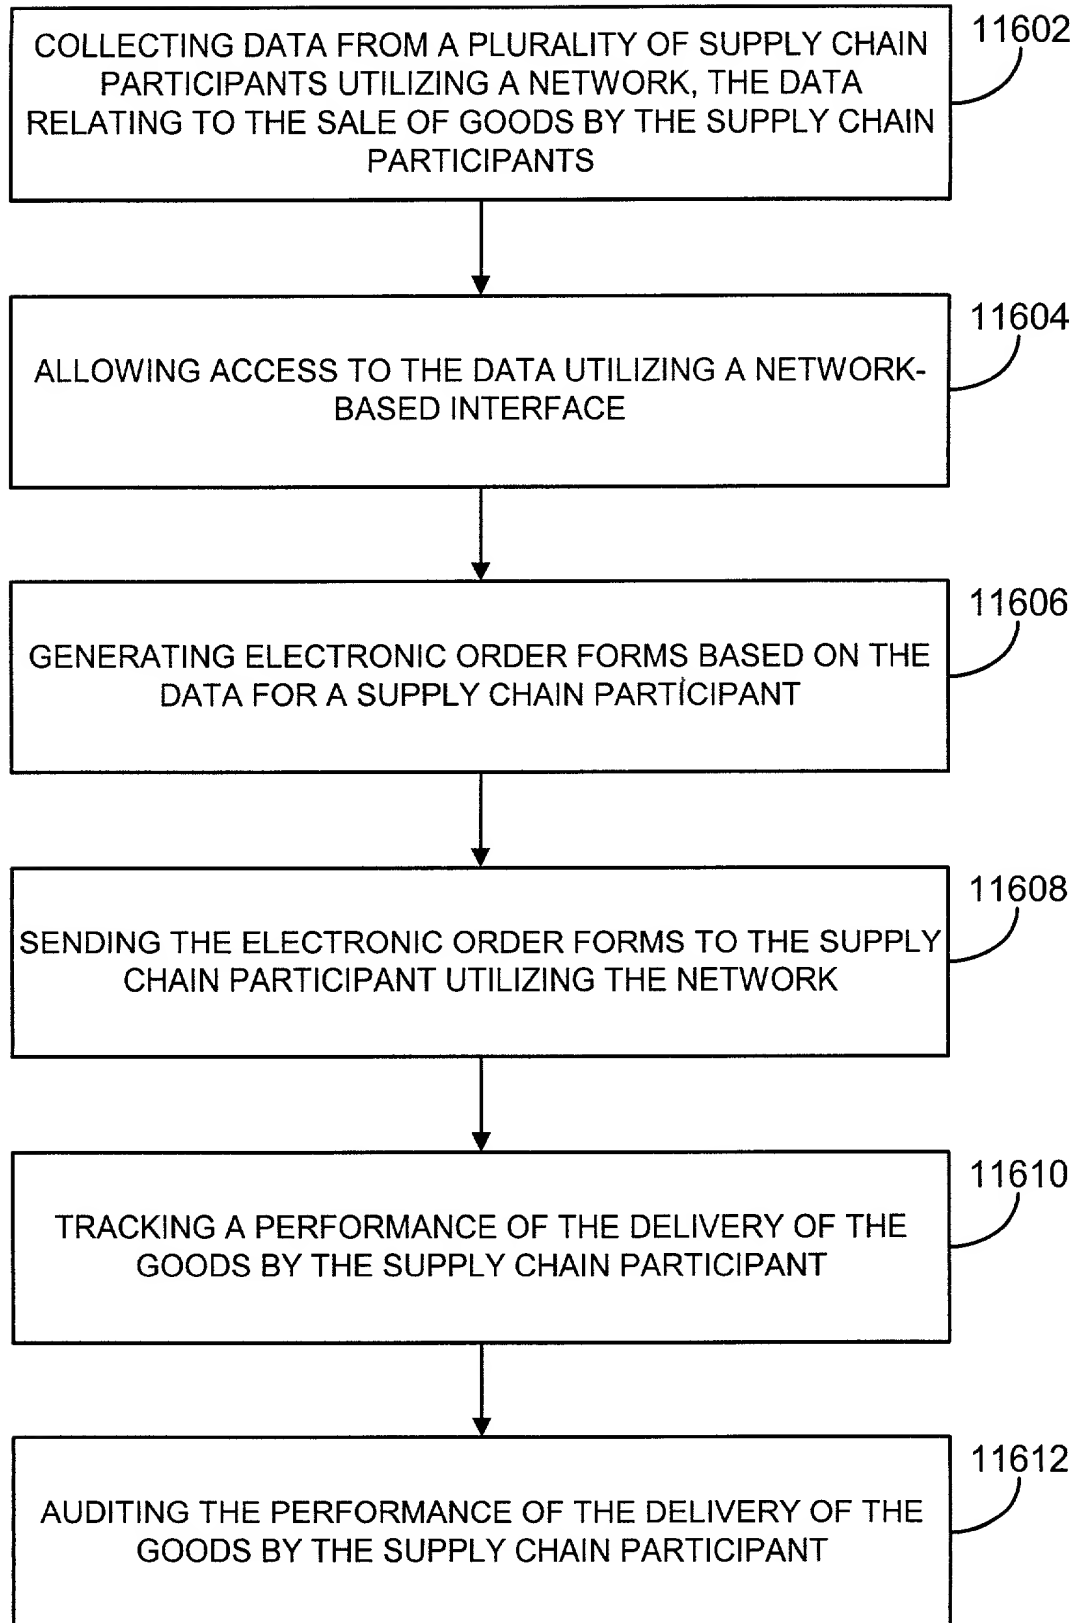 11602
COLLECTING DATA FROM A PLURALITY OF SUPPLY CHAIN
PARTICIPANTS UTILIZING A NETWORK, THE DATA
RELATING TO THE SALE OF GOODS BY THE SUPPLY CHAIN
PARTICIPANTS
11604
ALLOWING ACCESS TO THE DATA UTILIZING A NETWORK-
BASED INTERFACE
11606
GENERATING ELECTRONIC ORDER FORMS BASED ON THE
DATA FOR A SUPPLY CHAIN PARTICIPANT
11608
SENDING THE ELECTRONIC ORDER FORMS TO THE SUPPLY
CHAIN PARTICIPANT UTILIZING THE NETWORK
11610
TRACKING A PERFORMANCE OF THE DELIVERY OF THE
GOODS BY THE SUPPLY CHAIN PARTICIPANT
11612
AUDITING THE PERFORMANCE OF THE DELIVERY OF THE
GOODS BY THE SUPPLY CHAIN PARTICIPANT